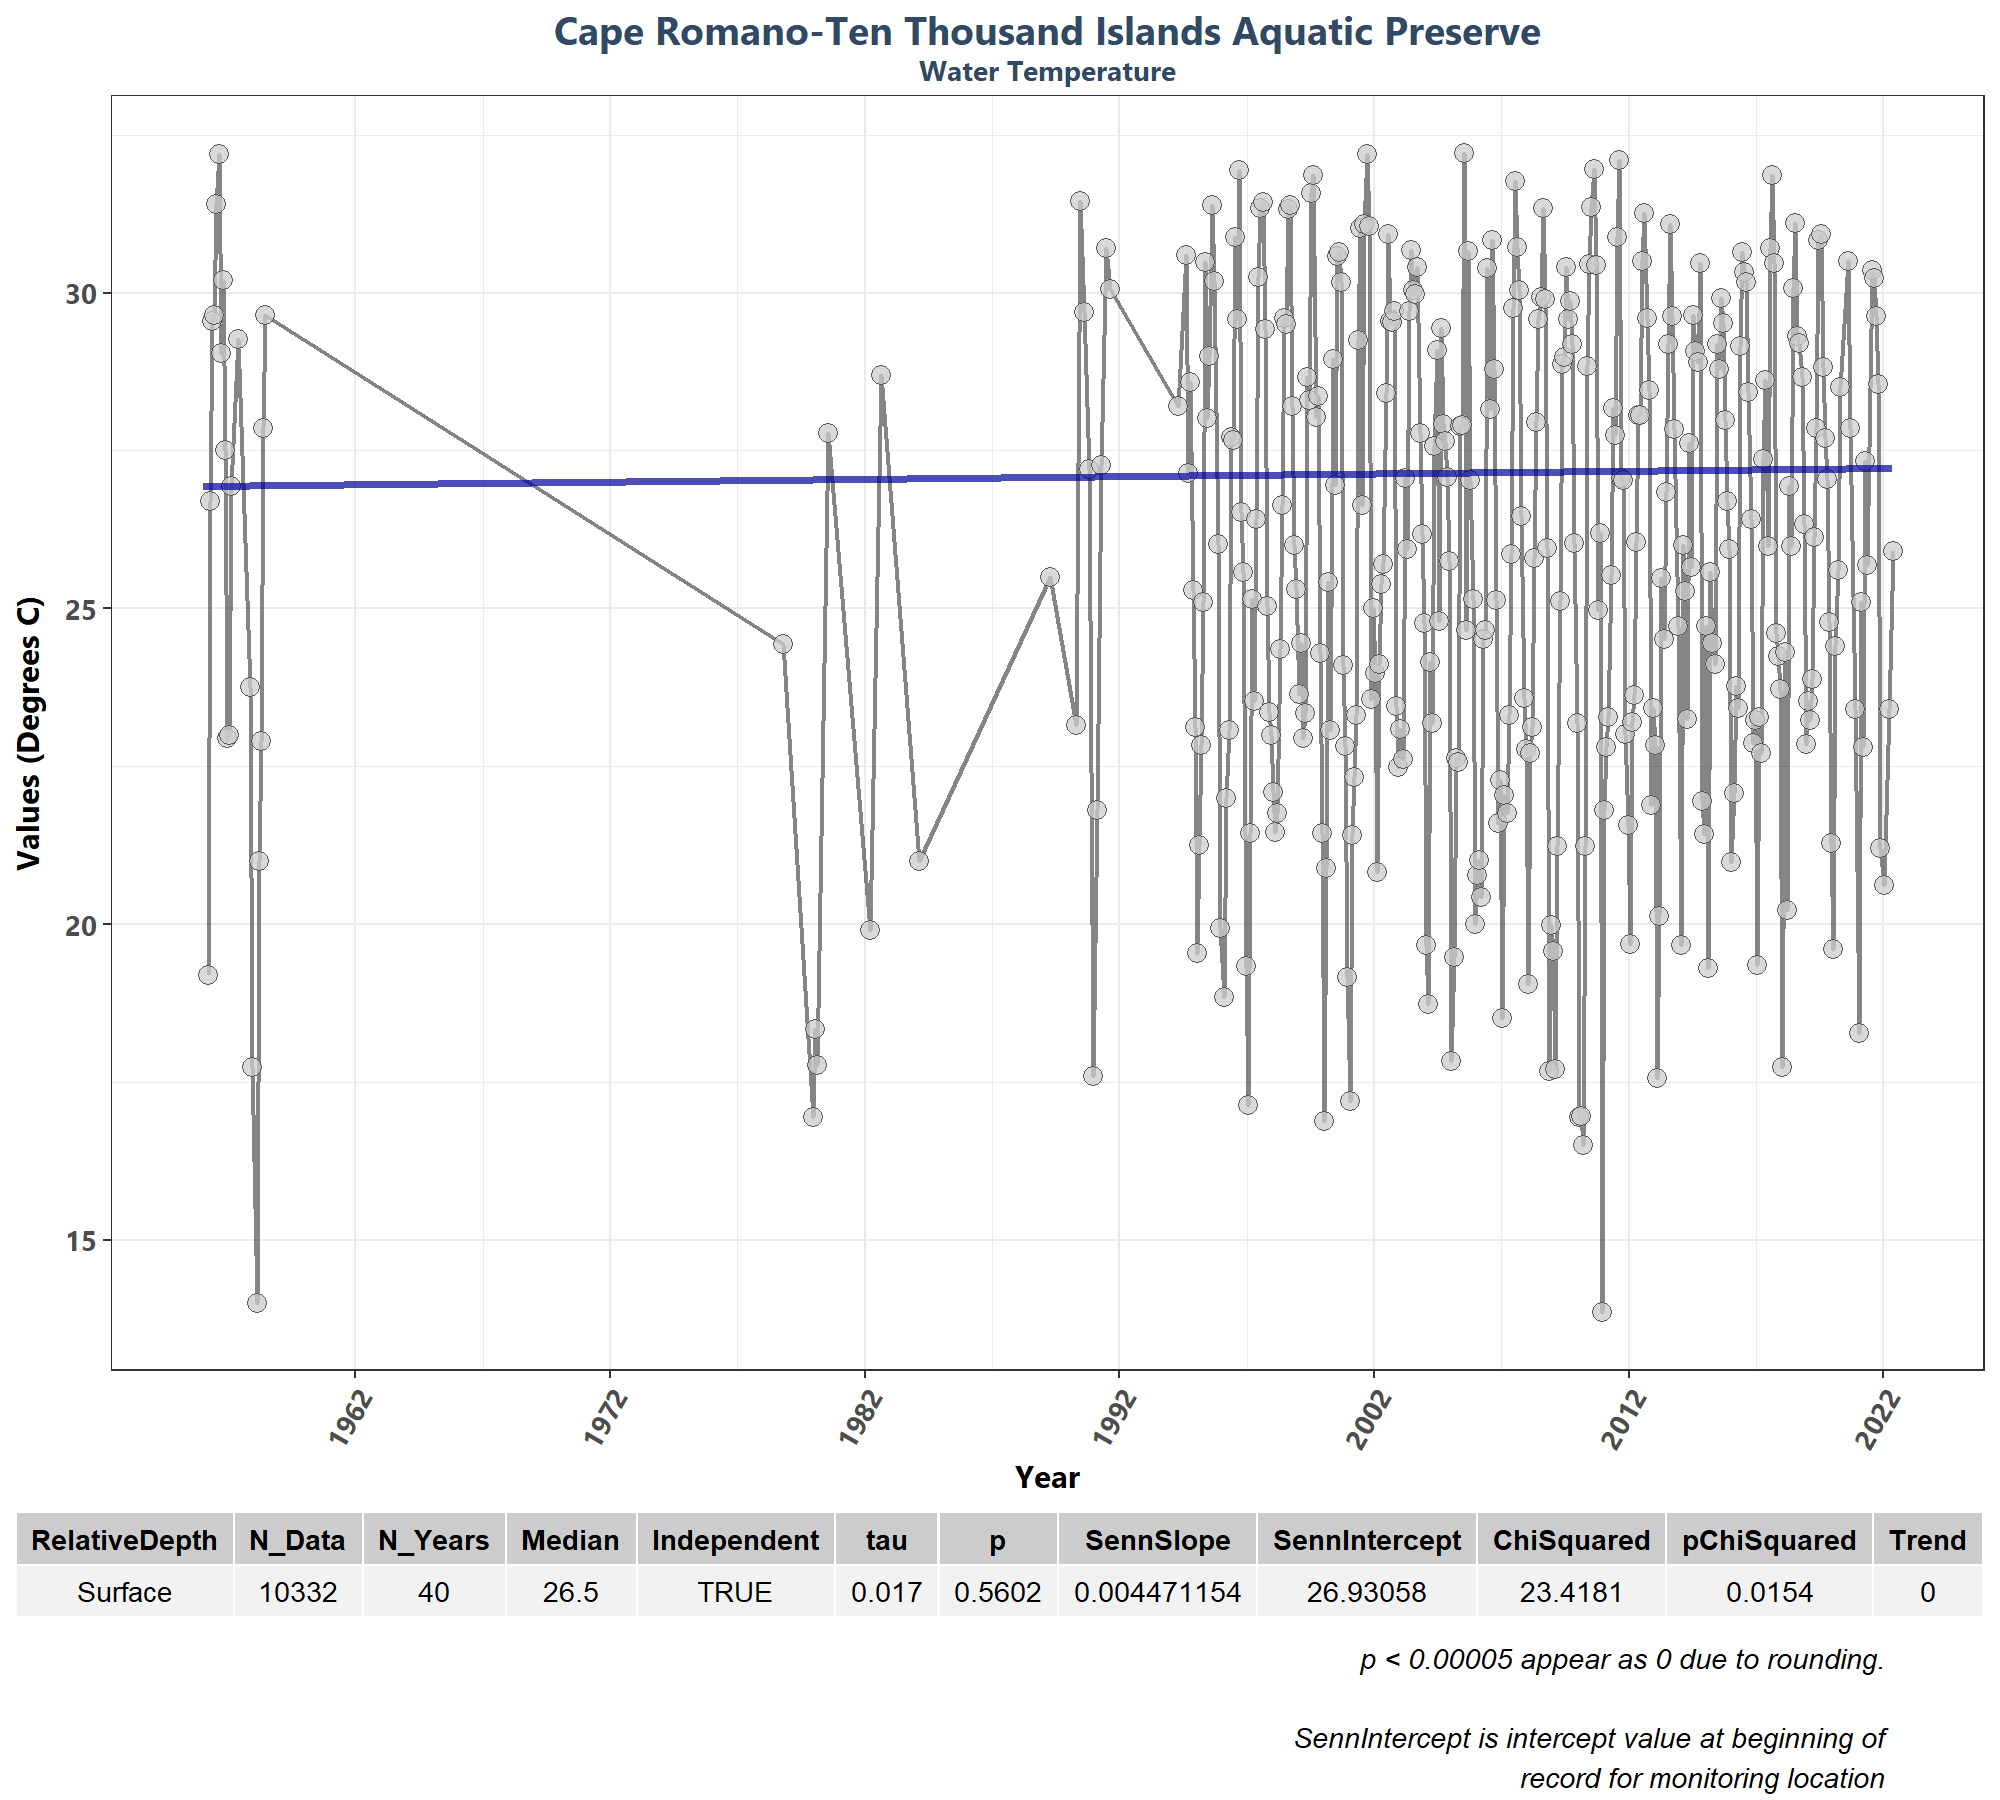 Cape Romano-Ten Thousand Islands Aquatic Preserve
Water Temperature
Values (Degrees C)
30
25
20
15
1962
1972
1982
1992
2002
2012
2022
Year
RelativeDepth N_Data N_Years Median Independent tau p SennSlope SennIntercept ChiSquared pChiSquared Trend
Surface 10332 40 26.5 TRUE 0.017 0.5602 0.004471154 26.93058 23.4181 0.0154 0
p < 0.00005 appear as 0 due to rounding.
SennIntercept is intercept value at beginning of
record for monitoring location